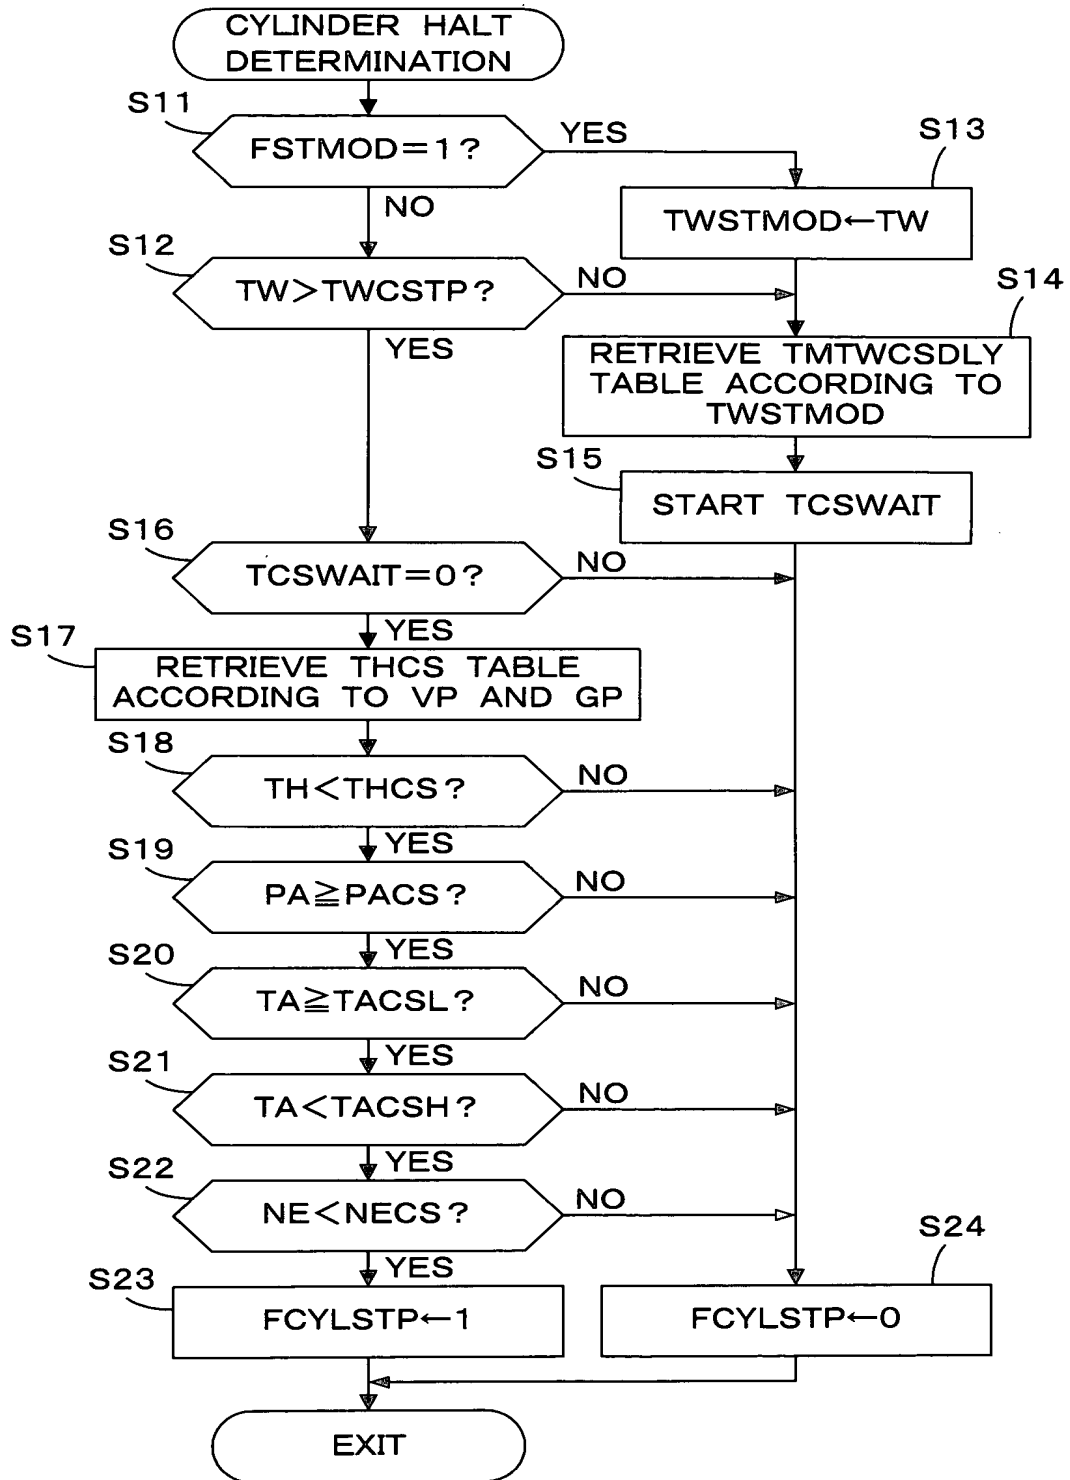 CYLINDER HALT
DETERMINATION
S11
FSTMOD=1?
YES
S13
NO
TWSTMOD←TW
S12
TW>TWCSTP?
NO
S14
YES
RETRIEVE TMTWCSDLY
TABLE ACCORDING TO
TWSTMOD
S15
START TCSWAIT
S16
TCSWAIT=0?
NO
YES
S17
RETRIEVE THCS TABLE
ACCORDING TO VP AND GP
S18
TH<THCS?
NO
YES
S19
PA≧PACS?
NO
YES
S20
TA≧TACSL?
NO
YES
S21
TA<TACSH?
NO
YES
S22
NE<NECS?
NO
YES
S24
S23
FCYLSTP←1
FCYLSTP←0
EXIT